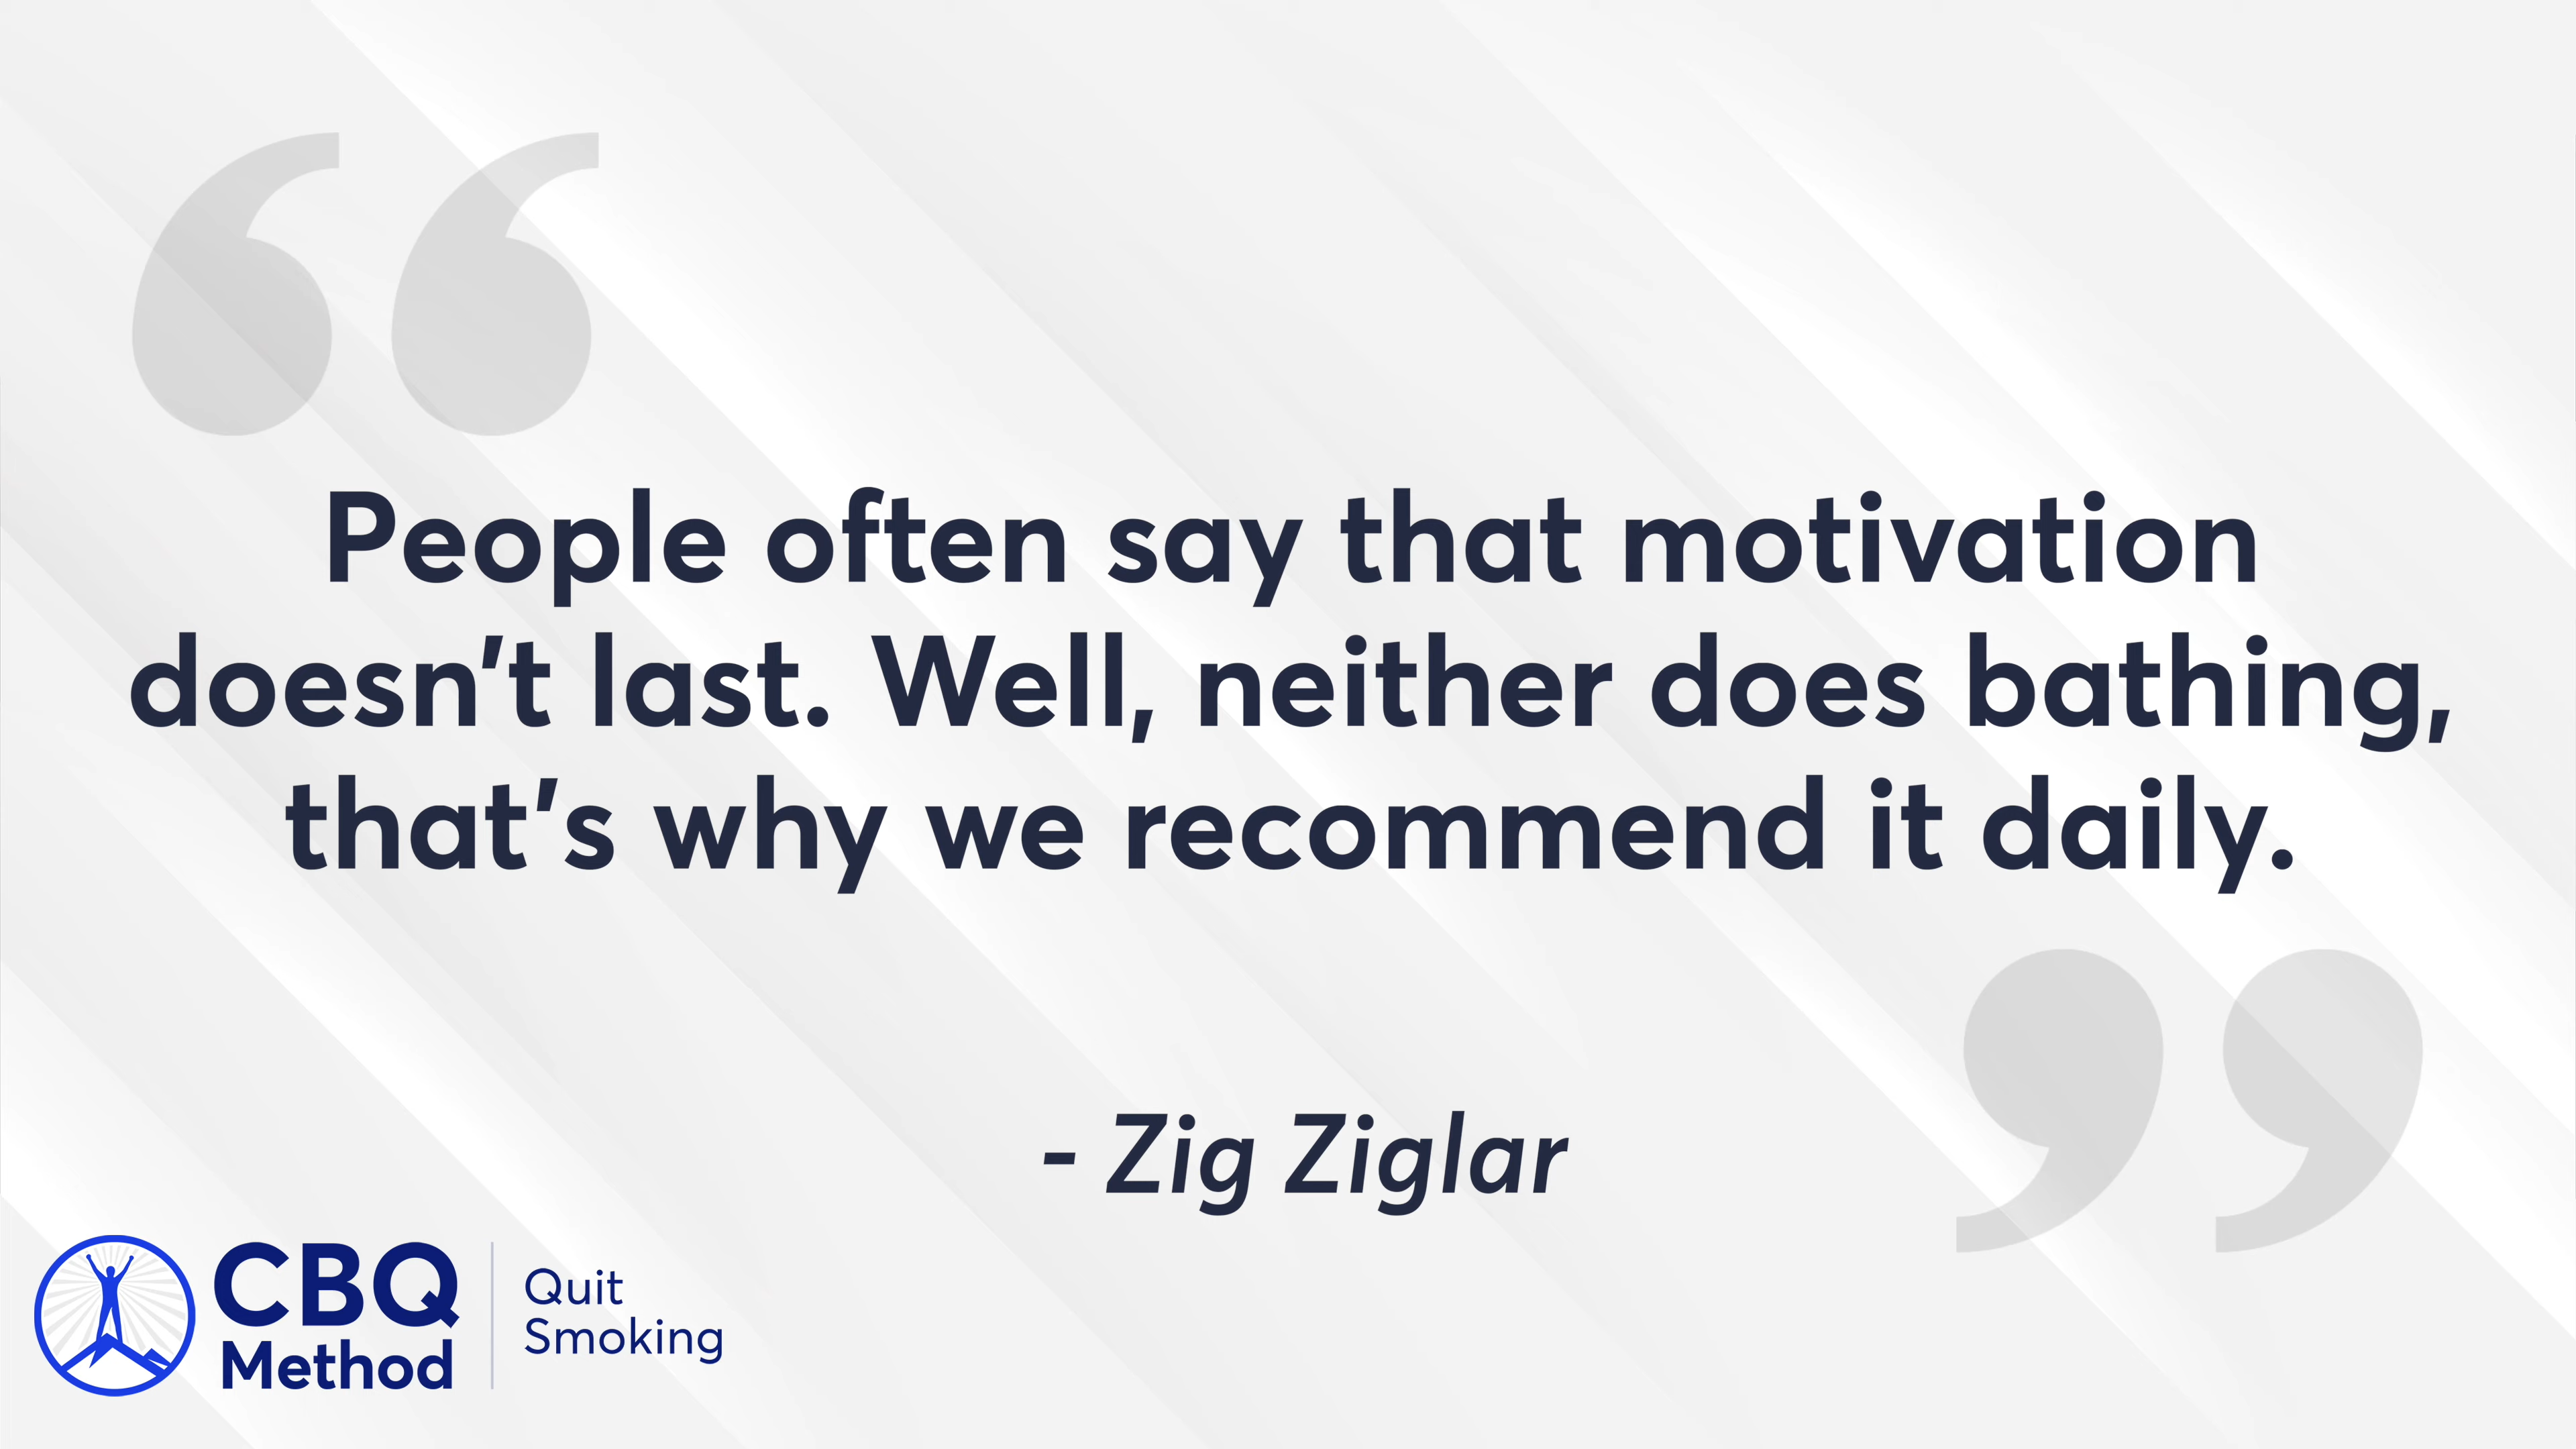 People often say that motivation
doesn't last. Well, neither does bathing,
that's why we recommend it daily.
- Zig Ziglar
CBQ
Method
Quit
Smoking